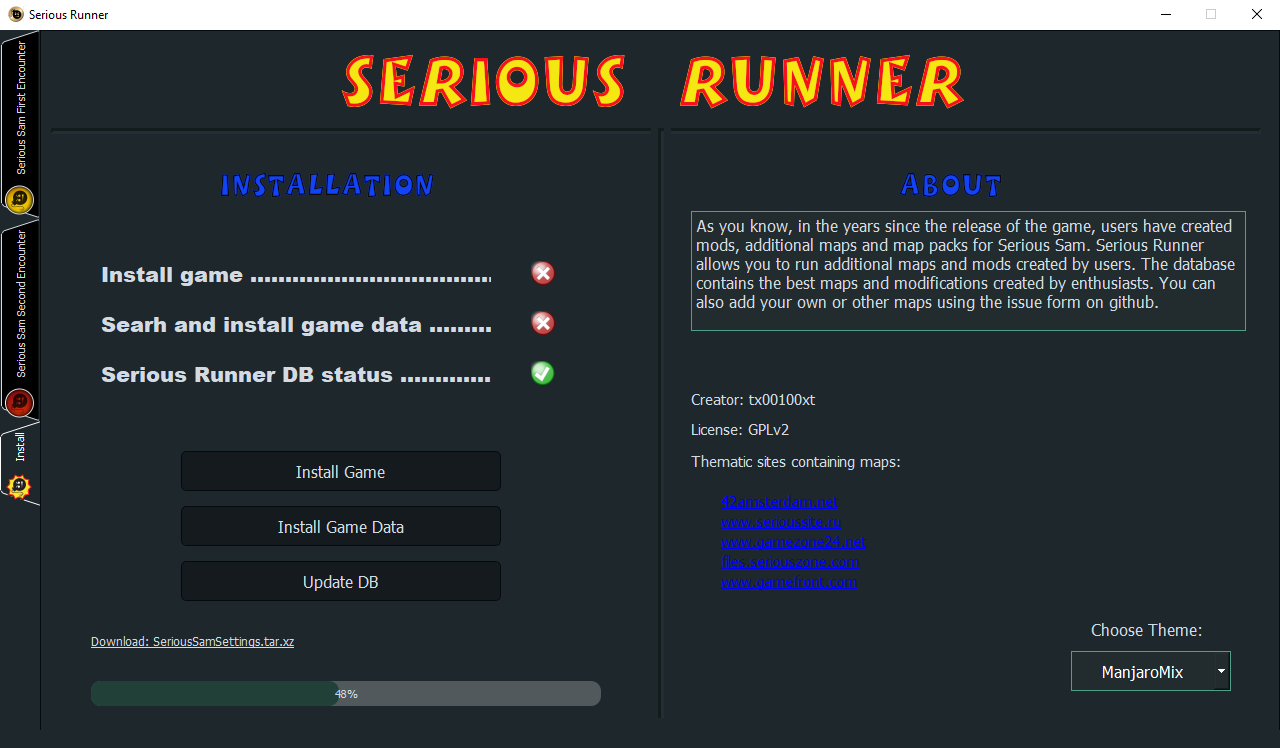 Serious Runner
Serious Sam First Encounter
Serious Sam Second Encounter
Install
SERIOUS RUNNER
INSTALLATION
Install game ..................................
Searh and install game data .........
Serious Runner DB status .............
Install Game
Install Game Data
Update DB
Download: SeriousSamSettings.tar.xz
48%
ABOUT
As you know, in the years since the release of the game, users have created
mods, additional maps and map packs for Serious Sam. Serious Runner
allows you to run additional maps and mods created by users. The database
contains the best maps and modifications created by enthusiasts. You can
also add your own or other maps using the issue form on github.
Creator: tx00100xt
License: GPLv2
Thematic sites containing maps:
42amsterdam.net
www.serioussite.ru
www.gamezone24.net
files.seriouszone.com
www.gamefront.com
Choose Theme:
ManjaroMix